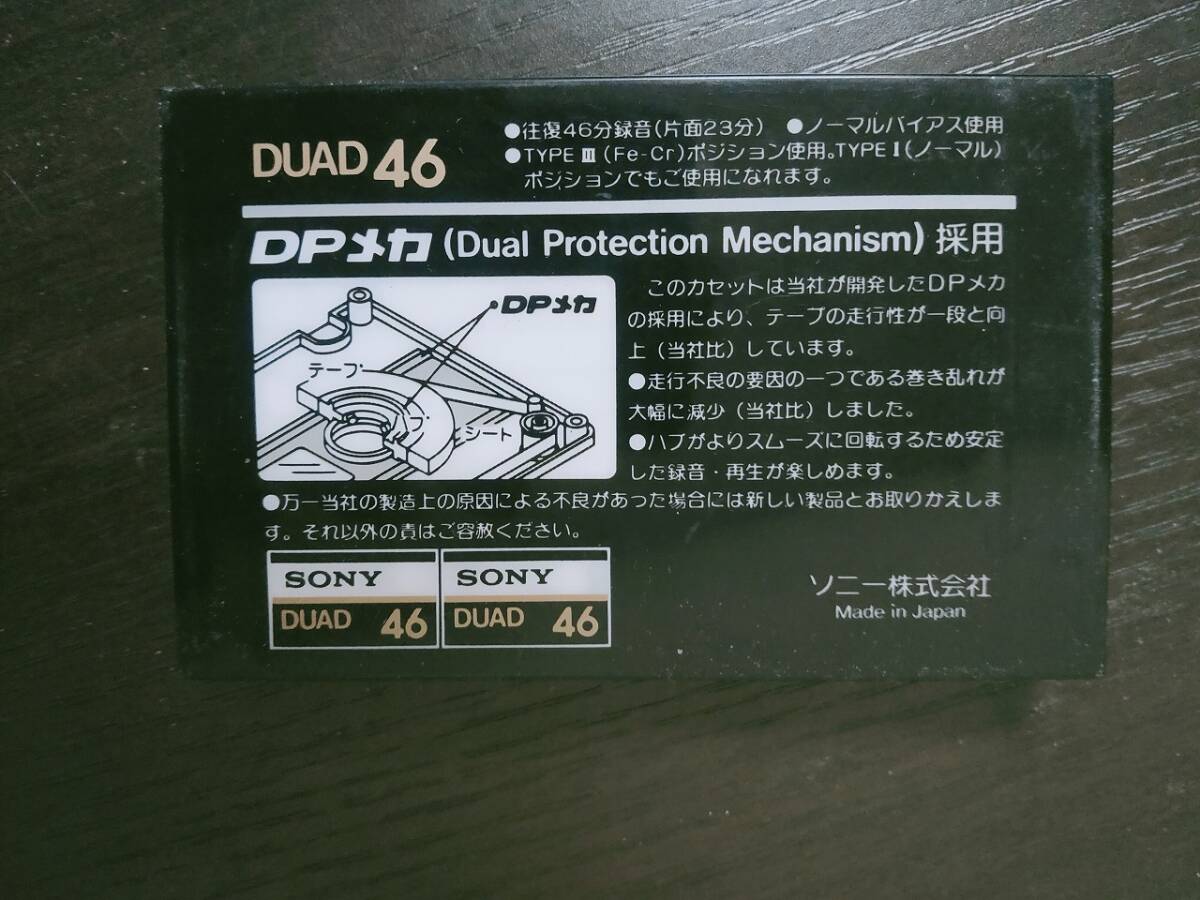 DUAD 46
●往復46分録音(片面23分) ●ノーマルバイアス使用
●TYPE III (Fe-Cr)ポジション使用。TYPE I(ノーマル)
ポジションでもご使用になれます。
DPメカ (Dual Protection Mechanism) 採用
DPメカ
テープ
ブ
シート
このカセットは当社が開発したDPメカ
の採用により、テープの走行性が一段と向
上(当社比)しています。
●走行不良の要因の一つである巻き乱れが
大幅に減少(当社比)しました。
●ハブがよりスムーズに回転するため安定
した録音・再生が楽しめます。
●万一当社の製造上の原因による不良があった場合には新しい製品とお取りかえしま
す。それ以外の責はご容赦ください。
SONY
DUAD 46
SONY
DUAD 46
ソニー株式会社
Made in Japan